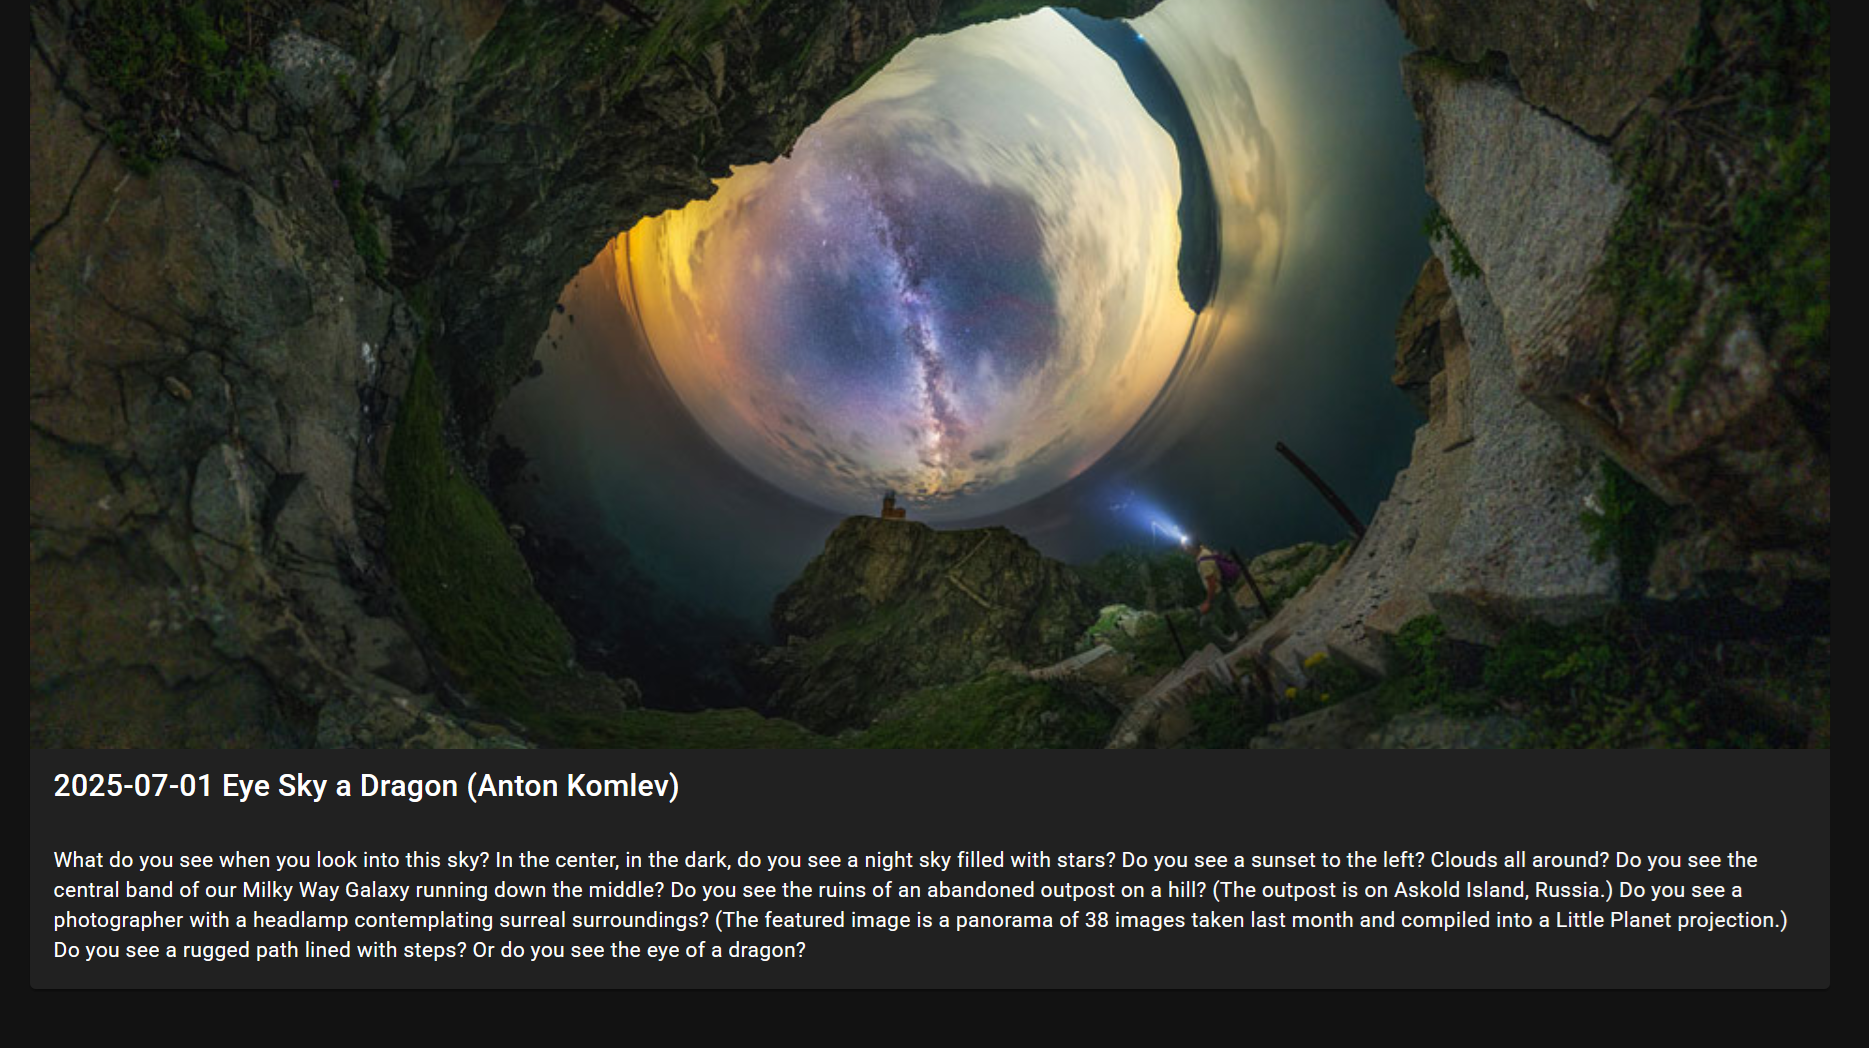 2025-07-01 Eye Sky a Dragon (Anton Komlev)
What do you see when you look into this sky? In the center, in the dark, do you see a night sky filled with stars? Do you see a sunset to the left? Clouds all around? Do you see the
central band of our Milky Way Galaxy running down the middle? Do you see the ruins of an abandoned outpost on a hill? (The outpost is on Askold Island, Russia.) Do you see a
photographer with a headlamp contemplating surreal surroundings? (The featured image is a panorama of 38 images taken last month and compiled into a Little Planet projection.)
Do you see a rugged path lined with steps? Or do you see the eye of a dragon?